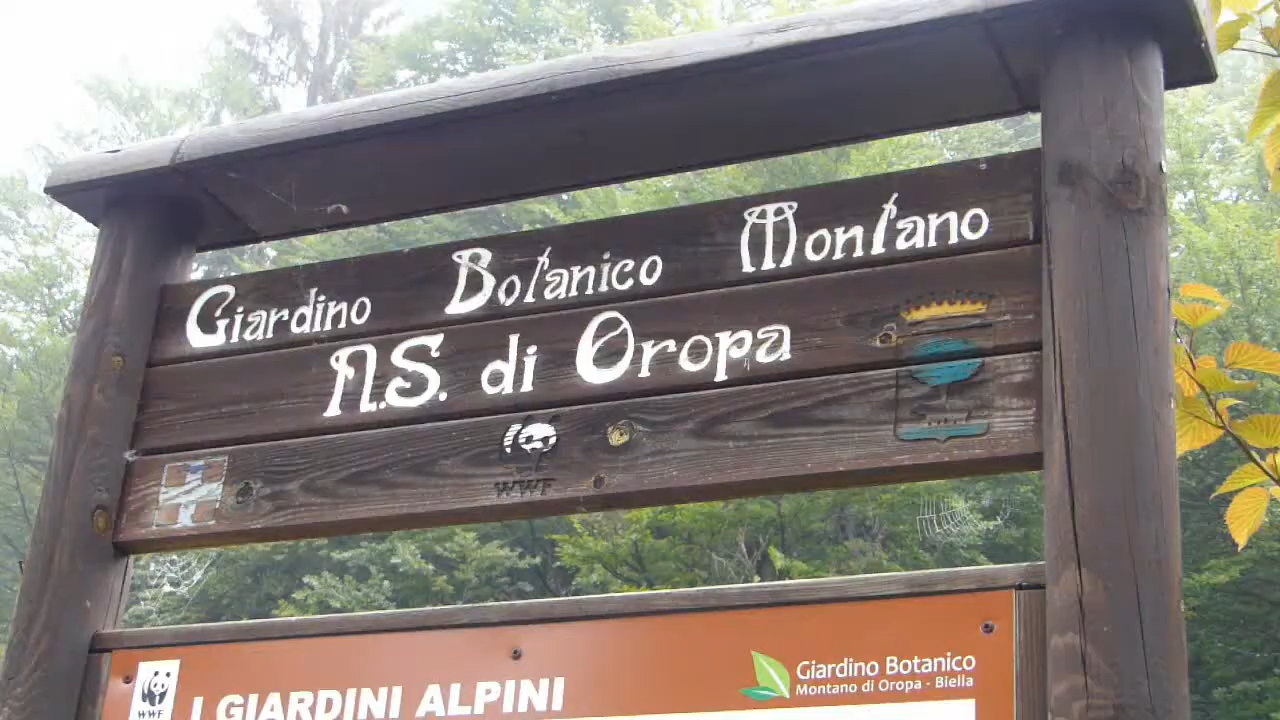 Giardino Botanico Montano
N.S. di Oropa
WWF
WWF
I GIARDINI ALPINI
Giardino Botanico
Montano di Oropa - Biella